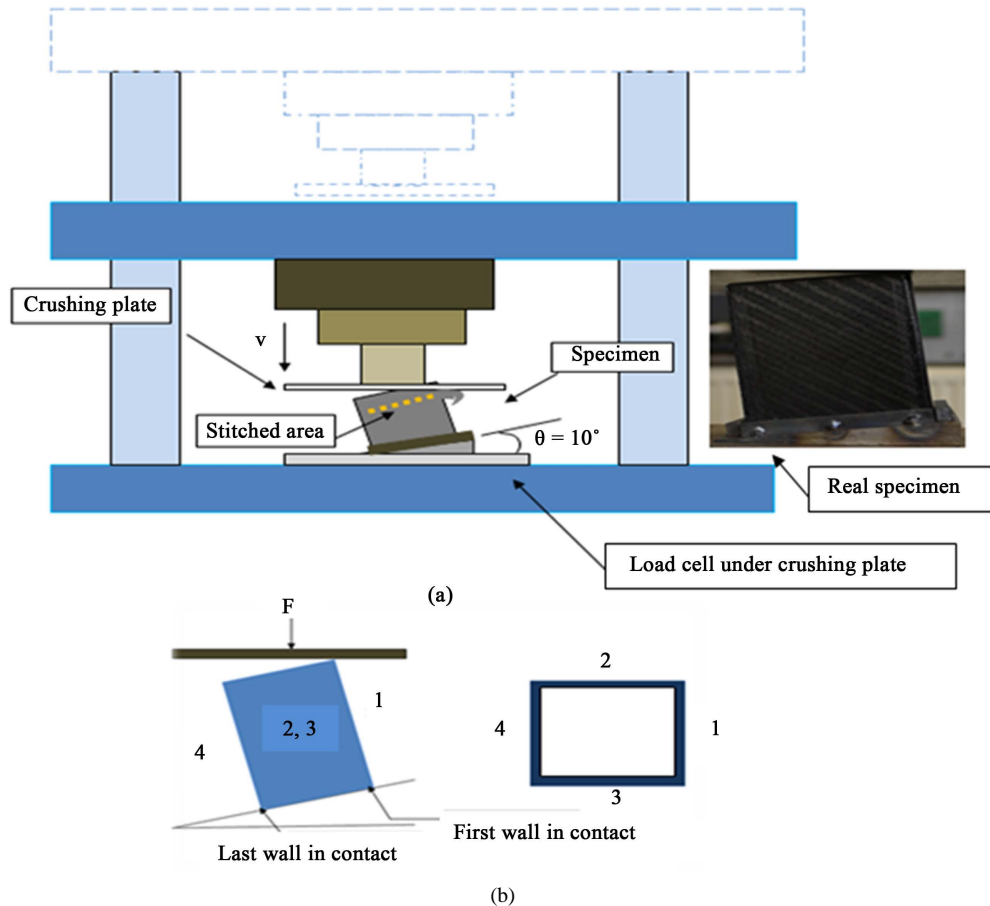 Crushing plate
v
Specimen
Stitched area
θ = 10˚
Real specimen
Load cell under crushing plate
(a)
F
2
1
2, 3
4
4
1
3
First wall in contact
Last wall in contact
(b)